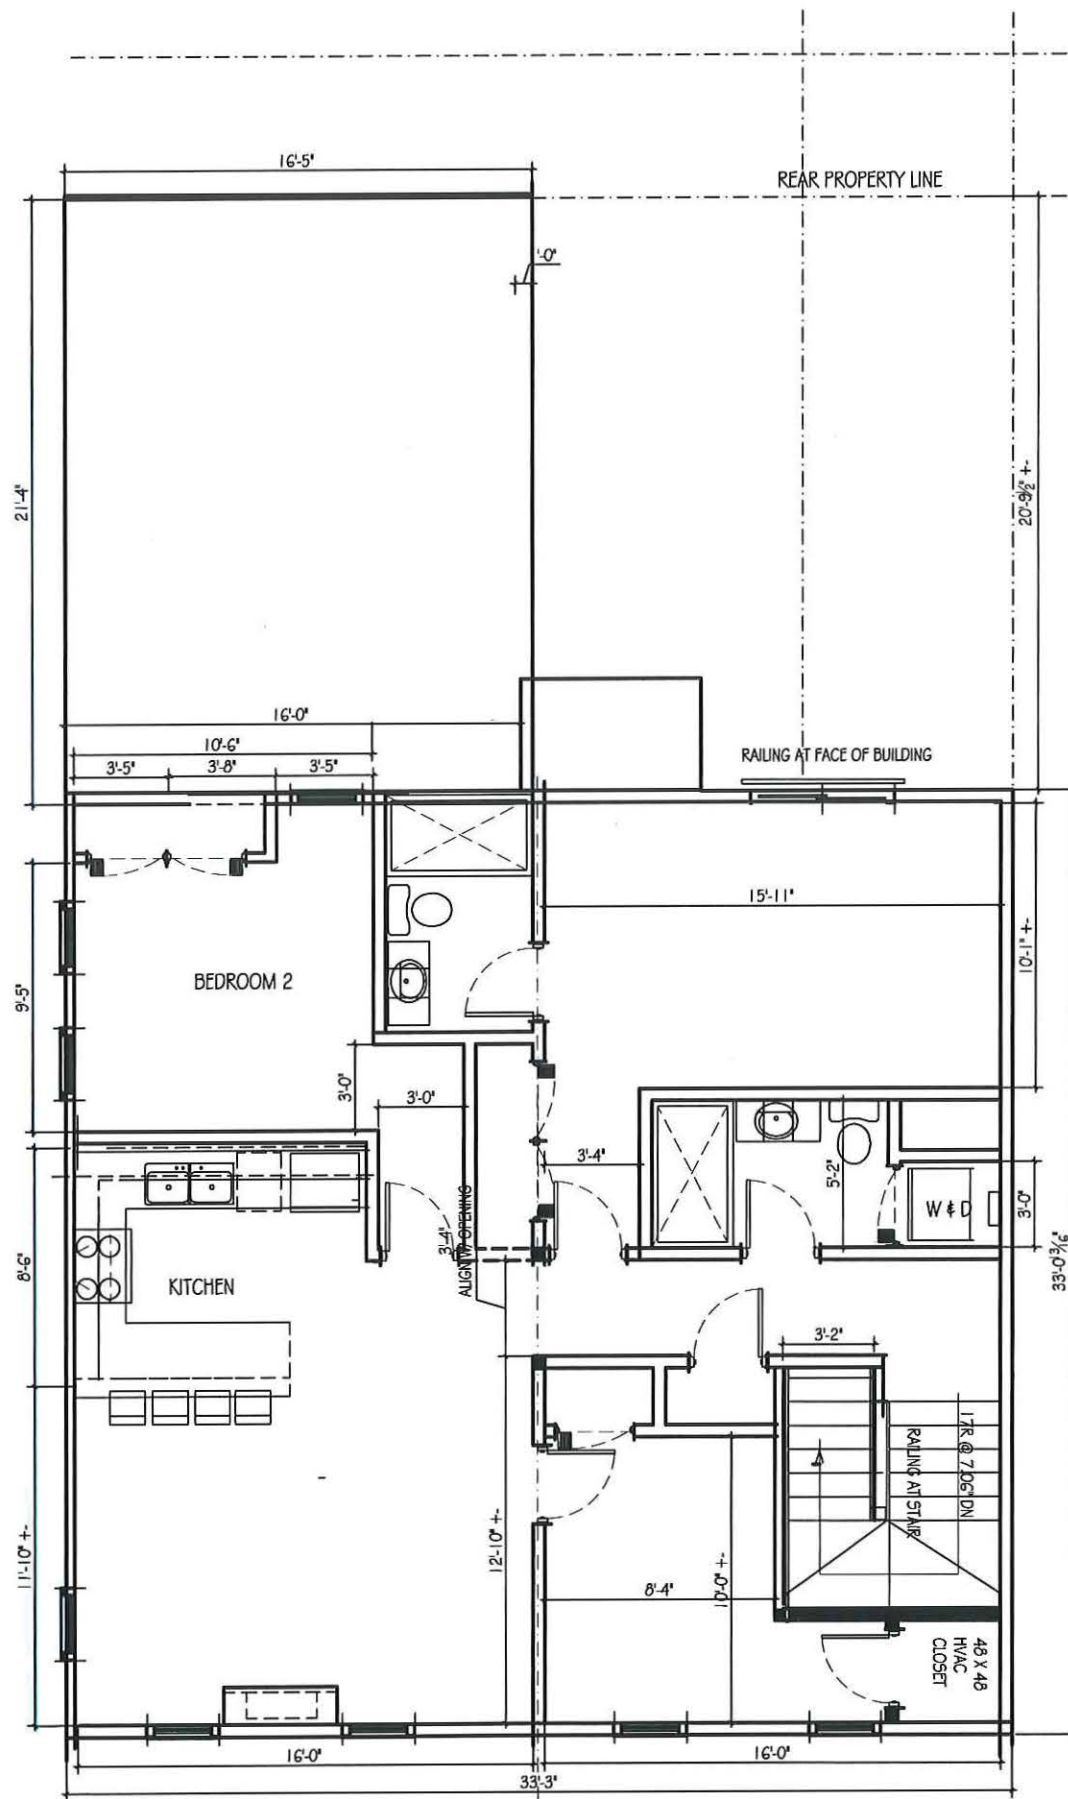 16'-5"
REAR PROPERTY LINE
'-0"
21'-4"
20'-9½" +-
16'-0"
10'-6"
3'-5"
3'-8"
3'-5"
RAILING AT FACE OF BUILDING
15'-11"
10'-1" +-
BEDROOM 2
9'-5"
3'-0"
3'-0"
3'-4"
5'-2"
W & D
3'-0"
33'-0 3/16"
3'-4"
ALIGN W/ OPENING
8'-6"
KITCHEN
3'-2"
17R @ 7.06" DN
RAILING AT STAIR
11'-10" +-
12'-10" +-
8'-4"
10'-0" +-
48 X 48
HVAC
CLOSET
16'-0"
16'-0"
33'-3"